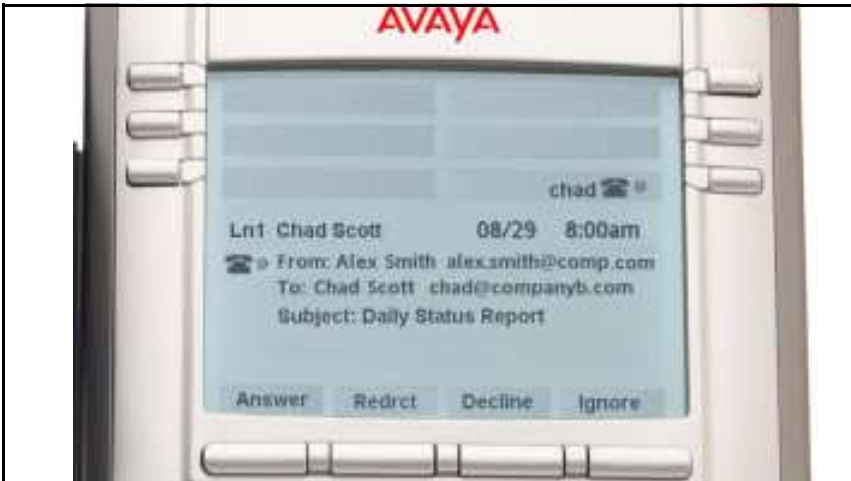 AVAYA
chad
Ln1 Chad Scott 08/29 8:00am
From: Alex Smith alex.smith@comp.com
To: Chad Scott chad@companyb.com
Subject: Daily Status Report
Answer Redrct Decline Ignore